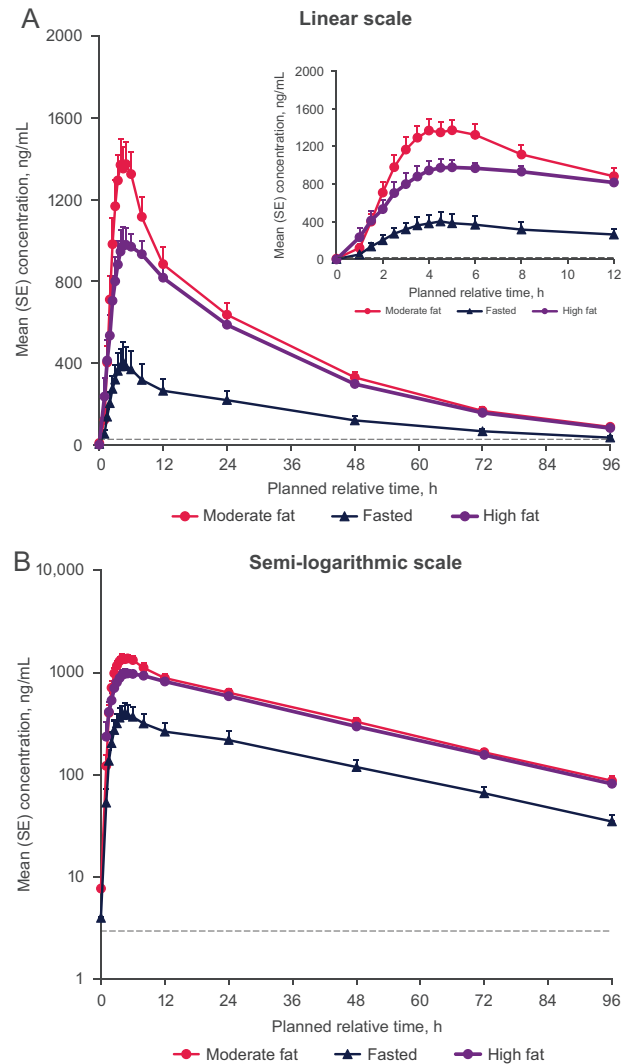 A
Linear scale
2000
1600
1200
800
400
0
Mean (SE) concentration, ng/mL
0 12 24 36 48 60 72 84 96
Planned relative time, h
Moderate fat Fasted High fat
2000
1600
1200
800
400
0
Mean (SE) concentration, ng/mL
0 2 4 6 8 10 12
Planned relative time, h
Moderate fat Fasted High fat
B
Semi-logarithmic scale
10,000
1000
100
10
1
Mean (SE) concentration, ng/mL
0 12 24 36 48 60 72 84 96
Planned relative time, h
Moderate fat Fasted High fat